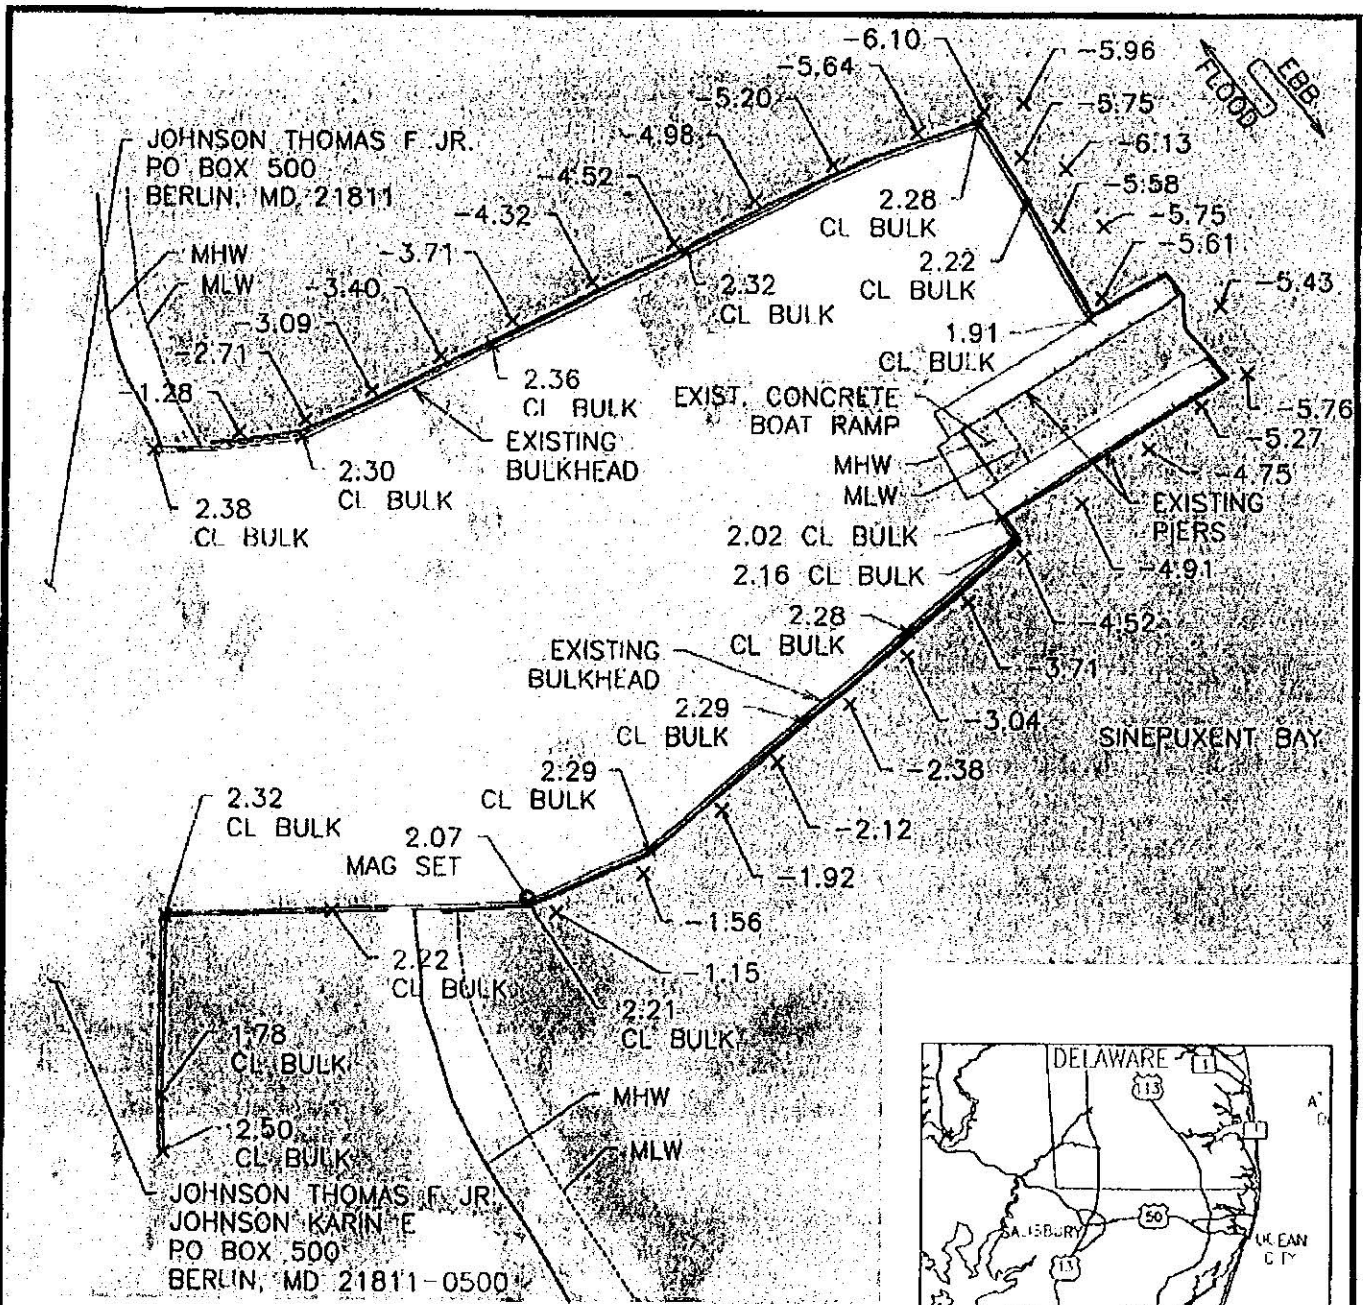 -6.10
-5.96
-5.64
EBB
FLOOD
-5.20
-5.75
-4.98
-6.13
JOHNSON THOMAS F JR.
PO BOX 500
BERLIN, MD 21811
-4.52
-5.58
2.28
CL BULK
-5.75
-4.32
-5.61
MHW
MLW
-3.71
2.22
CL BULK
-5.43
-3.40
2.32
CL BULK
-3.09
1.91
CL BULK
-2.71
-1.28
2.36
CL BULK
EXIST. CONCRETE
BOAT RAMP
-5.76
-5.27
EXISTING
BULKHEAD
MHW
MLW
-4.75
2.30
CL BULK
EXISTING
PIERS
2.38
CL BULK
2.02 CL BULK
-4.91
2.16 CL BULK
2.28
CL BULK
-4.52
EXISTING
BULKHEAD
-3.71
2.29
CL BULK
-3.04
SINEPUXENT BAY
2.29
CL BULK
-2.38
2.32
CL BULK
-2.12
2.07
MAG SET
-1.92
-1.56
2.22
CL BULK
-1.15
2.21
CL BULK
1.78
CL BULK
MHW
2.50
CL BULK
MLW
JOHNSON THOMAS F JR
JOHNSON KARIN E
PO BOX 500
BERLIN, MD 21811-0500
DELAWARE
1
113
1
50
SALISBURY
OCEAN
CITY
13